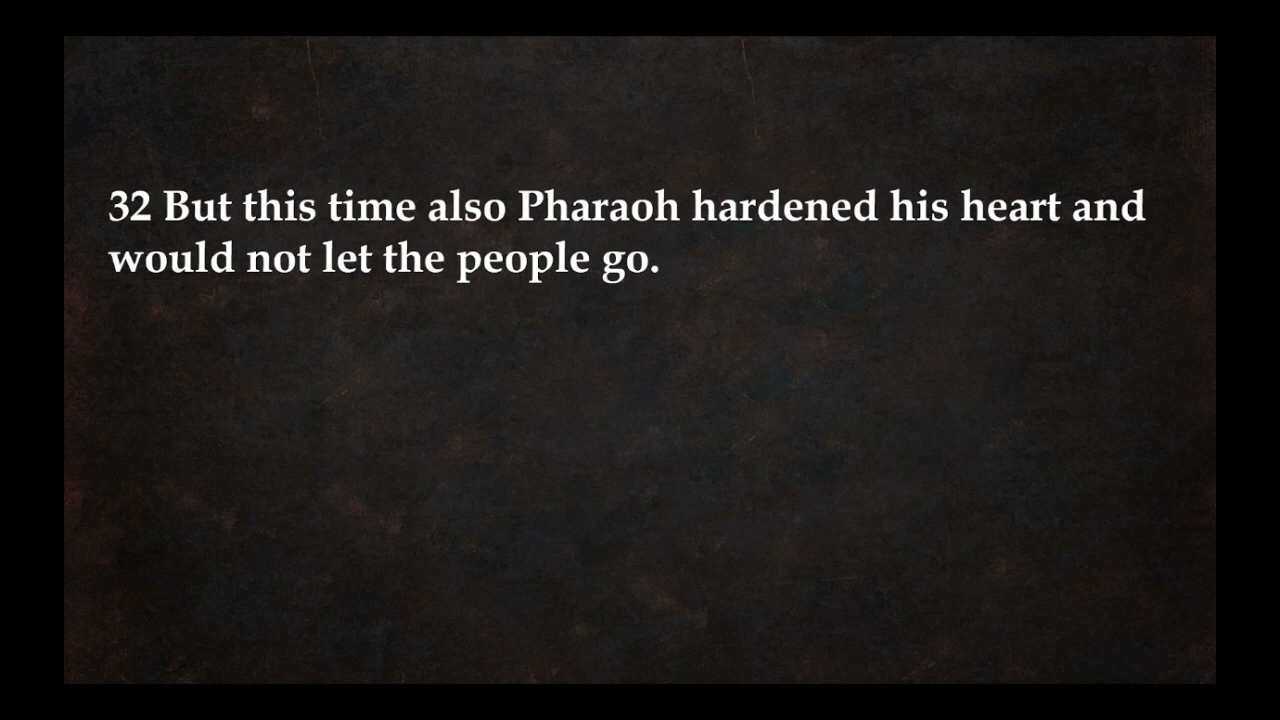 32 But this time also Pharaoh hardened his heart and
would not let the people go.